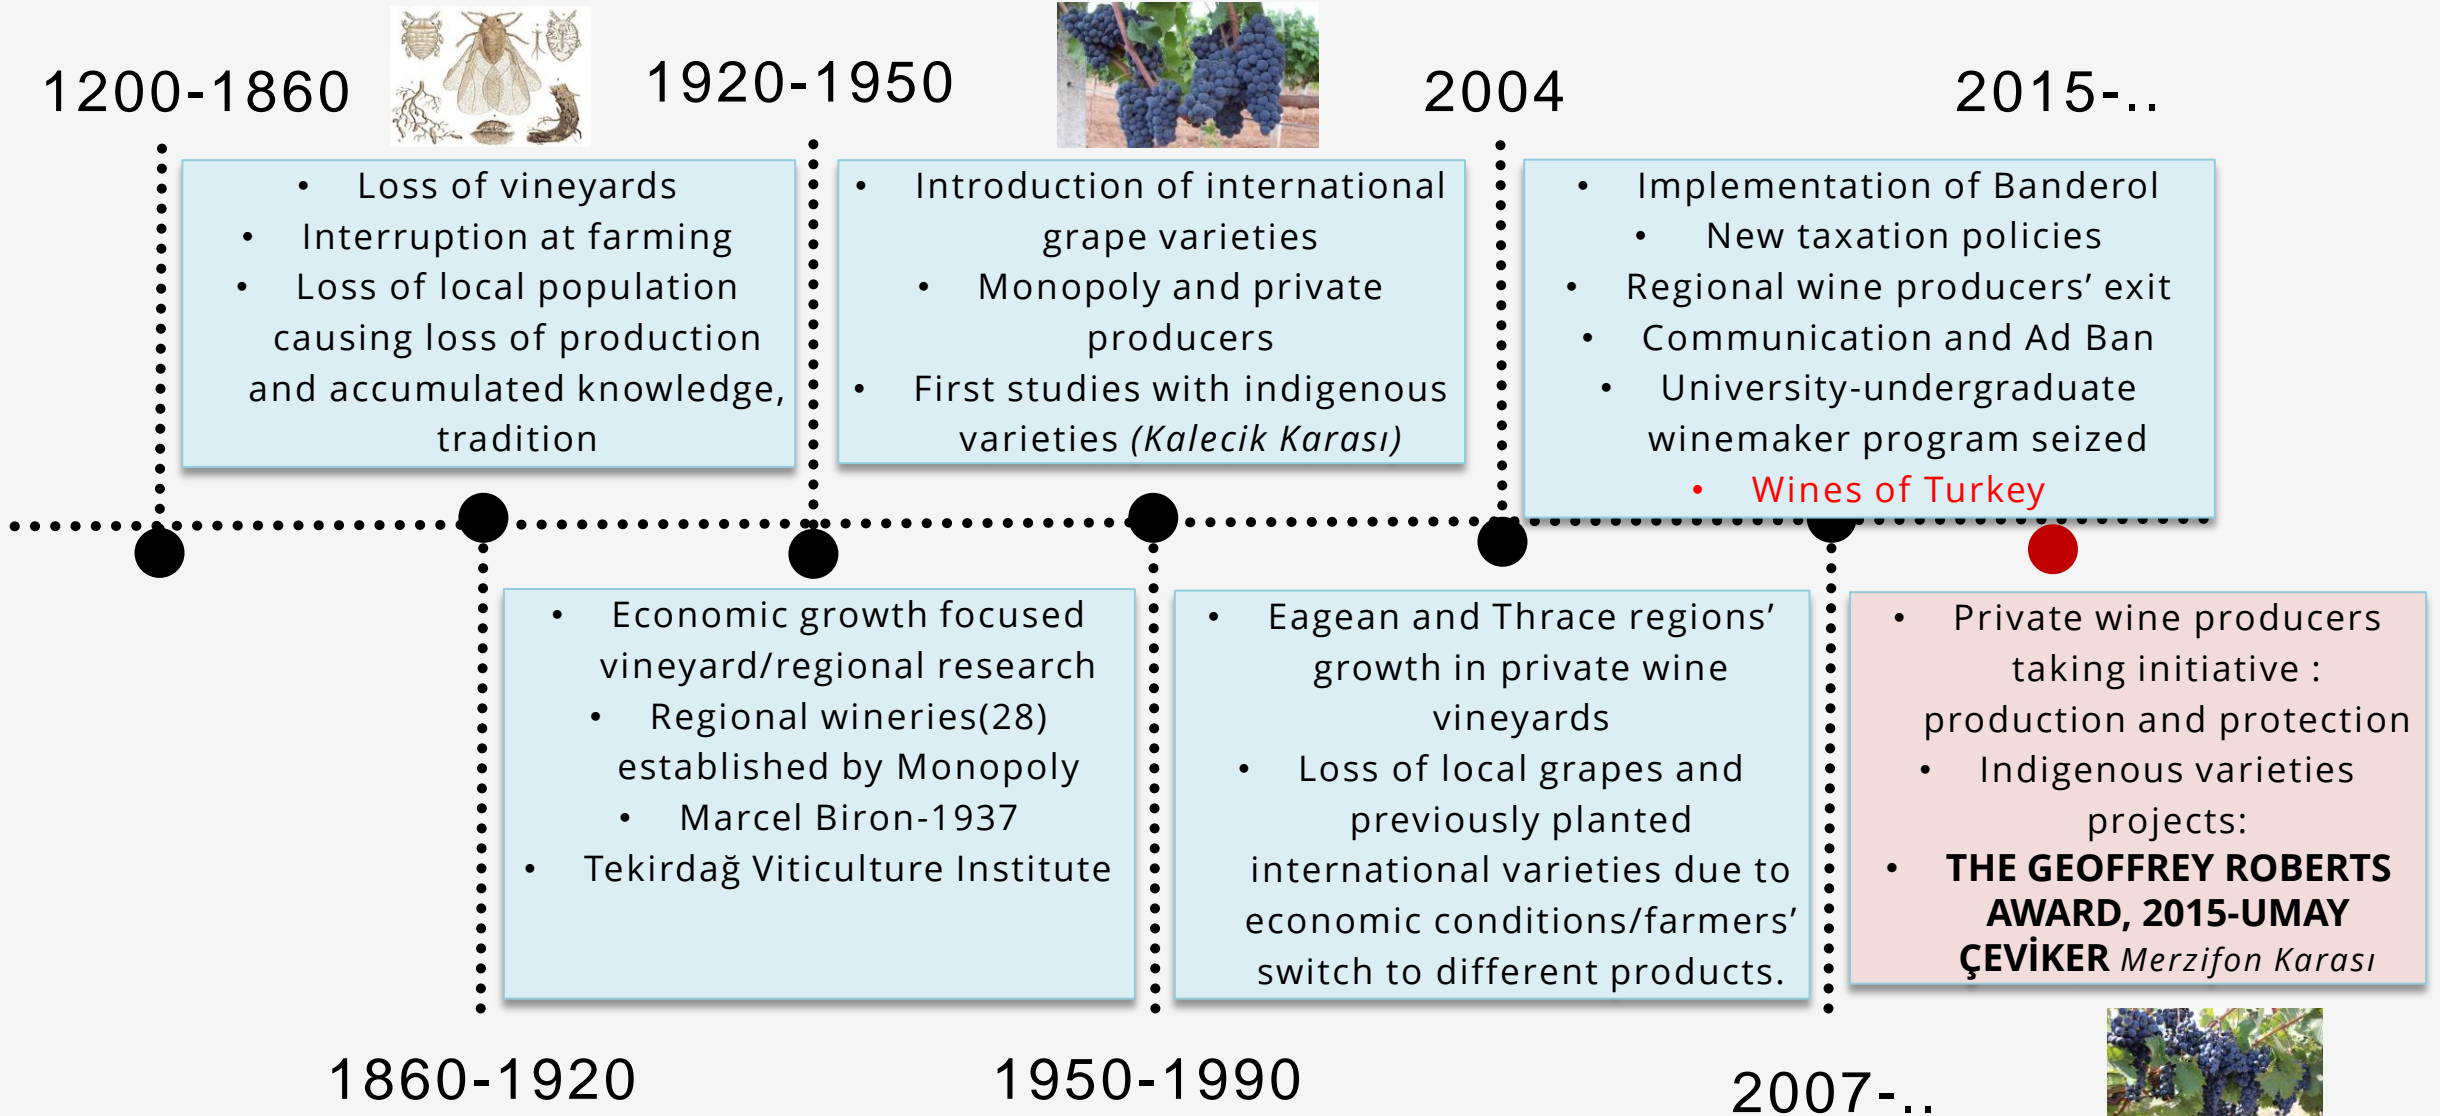 1200-1860
1920-1950
2004
2015-..
• Loss of vineyards
• Interruption at farming
• Loss of local population
causing loss of production
and accumulated knowledge,
tradition
• Introduction of international
grape varieties
• Monopoly and private
producers
• First studies with indigenous
varieties (Kalecik Karası)
• Implementation of Banderol
• New taxation policies
• Regional wine producers’ exit
• Communication and Ad Ban
• University-undergraduate
winemaker program seized
• Wines of Turkey
• Economic growth focused
vineyard/regional research
• Regional wineries(28)
established by Monopoly
• Marcel Biron-1937
• Tekirdağ Viticulture Institute
• Eagean and Thrace regions’
growth in private wine
vineyards
• Loss of local grapes and
previously planted
international varieties due to
economic conditions/farmers’
switch to different products.
• Private wine producers
taking initiative :
production and protection
• Indigenous varieties
projects:
• THE GEOFFREY ROBERTS
AWARD, 2015-UMAY
ÇEVİKER Merzifon Karası
1860-1920
1950-1990
2007-..